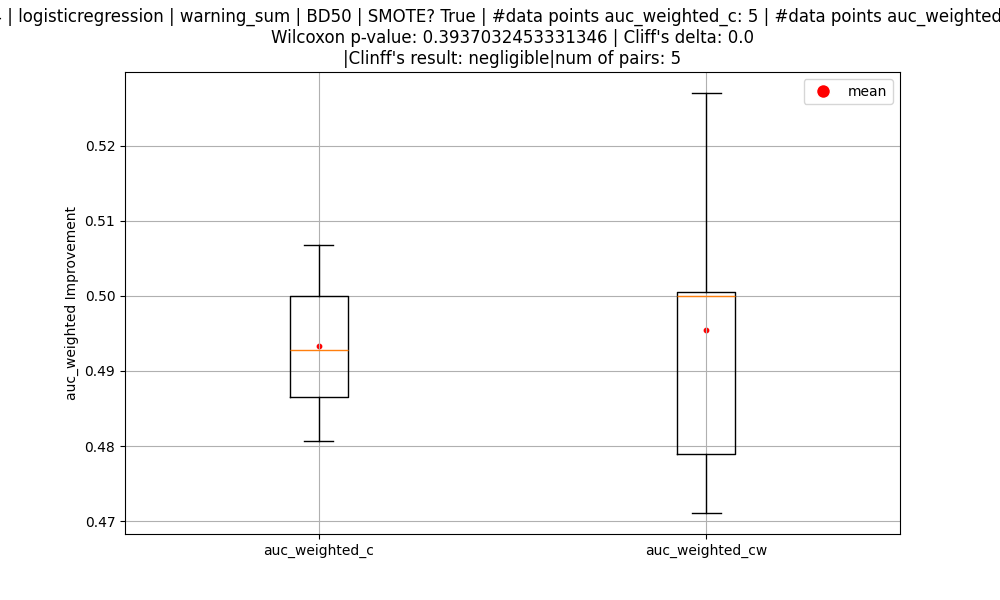 | logisticregression | warning_sum | BD50 | SMOTE? True | #data points auc_weighted_c: 5 | #data points auc_weighted
Wilcoxon p-value: 0.3937032453331346 | Cliff's delta: 0.0
|Clinff's result: negligible|num of pairs: 5
mean
0.52
0.51
0.50
0.49
0.48
0.47
auc_weighted Improvement
auc_weighted_c
auc_weighted_cw